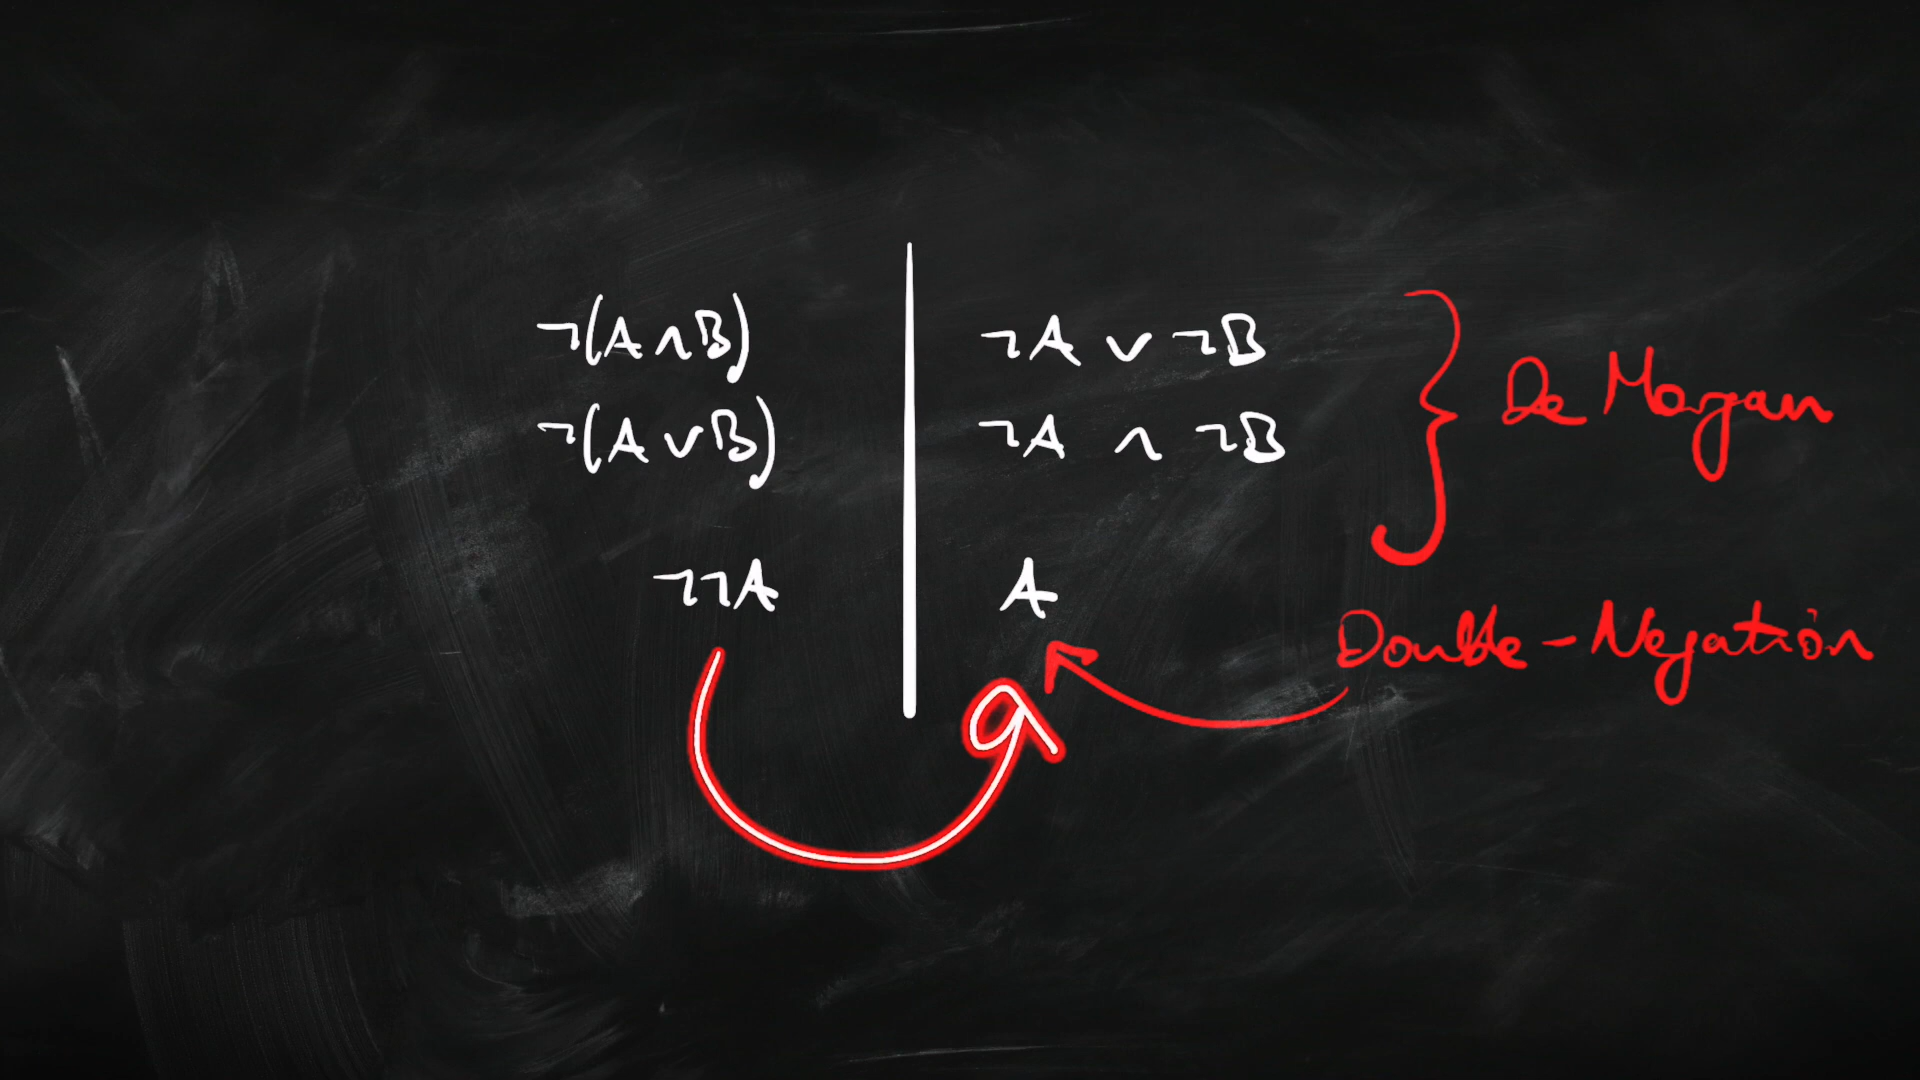 ¬(A∧B) ¬A ∨ ¬B
¬(A∨B) ¬A ∧ ¬B
De Morgan
¬¬A A
Double-Negation